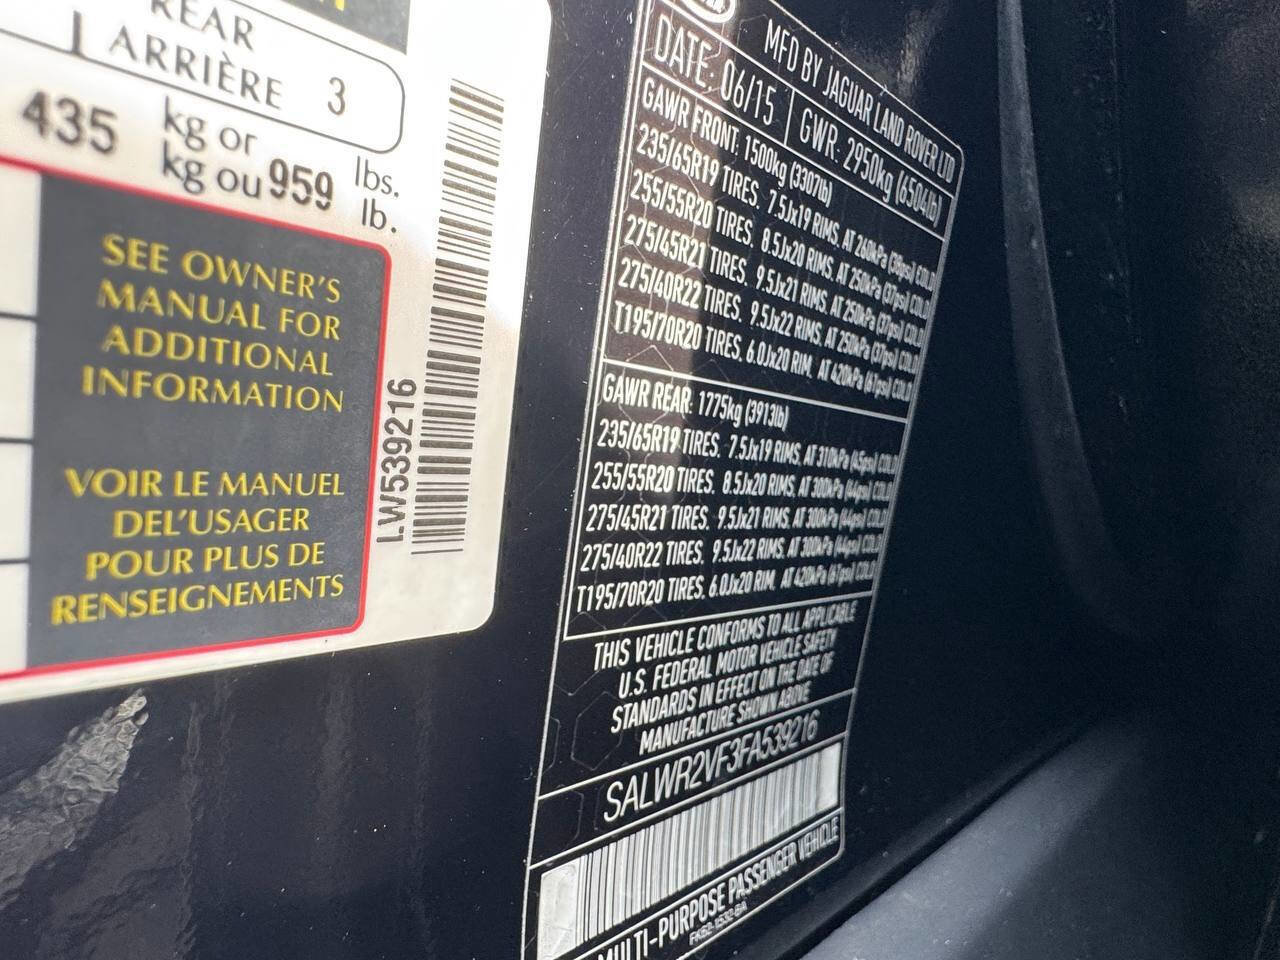 REAR
ARRIÈRE 3
435 kg or 959 lbs.
kg ou lb.
SEE OWNER'S
MANUAL FOR
ADDITIONAL
INFORMATION
VOIR LE MANUEL
DEL'USAGER
POUR PLUS DE
RENSEIGNEMENTS
LW539216
MFD BY JAGUAR LAND ROVER LTD
DATE: 06/15 GWR: 2950kg (6504lb)
GAWR FRONT: 1500kg (3307lb)
235/65R19 TIRES, 7.5Jx19 RIMS, AT 260kPa (38psi) COLD
255/55R20 TIRES, 8.5Jx20 RIMS, AT 250kPa (37psi) COLD
275/45R21 TIRES, 9.5Jx21 RIMS, AT 250kPa (37psi) COLD
275/40R22 TIRES, 9.5Jx22 RIMS, AT 250kPa (37psi) COLD
T195/70R20 TIRES, 6.0Jx20 RIM, AT 420kPa (61psi) COLD
GAWR REAR: 1775kg (3913lb)
235/65R19 TIRES, 7.5Jx19 RIMS, AT 310kPa (45psi) COLD
255/55R20 TIRES, 8.5Jx20 RIMS, AT 300kPa (44psi) COLD
275/45R21 TIRES, 9.5Jx21 RIMS, AT 300kPa (44psi) COLD
275/40R22 TIRES, 9.5Jx22 RIMS, AT 300kPa (44psi) COLD
T195/70R20 TIRES, 6.0Jx20 RIM, AT 420kPa (61psi) COLD
THIS VEHICLE CONFORMS TO ALL APPLICABLE
U.S. FEDERAL MOTOR VEHICLE SAFETY
STANDARDS IN EFFECT ON THE DATE OF
MANUFACTURE SHOWN ABOVE
SALWR2VF3FA539216
MULTI-PURPOSE PASSENGER VEHICLE
FK62-1532-BA